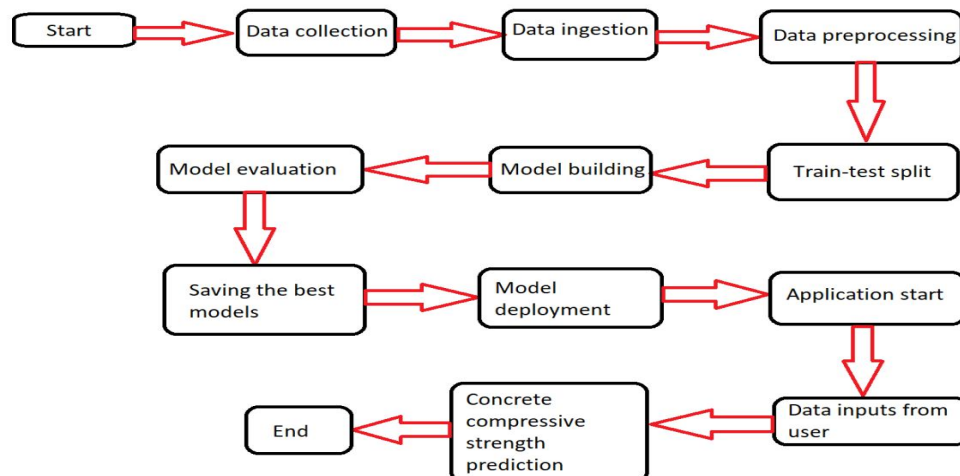 Start
Data collection
Data ingestion
Data preprocessing
Train-test split
Model building
Model evaluation
Saving the best
models
Model
deployment
Application start
Data inputs from
user
Concrete
compressive
strength
prediction
End